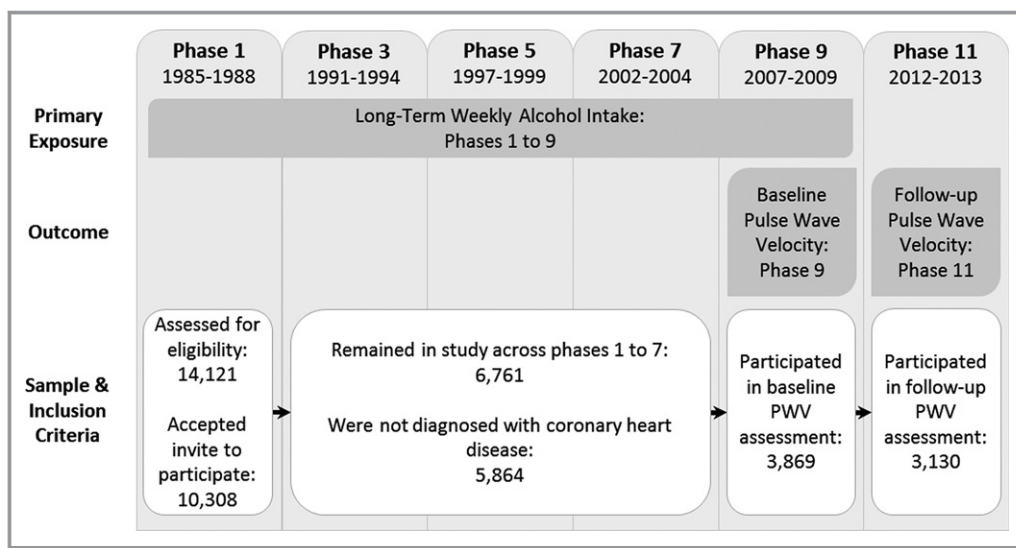 Phase 1
1985-1988
Phase 3
1991-1994
Phase 5
1997-1999
Phase 7
2002-2004
Phase 9
2007-2009
Phase 11
2012-2013
Primary
Exposure
Long-Term Weekly Alcohol Intake:
Phases 1 to 9
Outcome
Baseline
Pulse Wave
Velocity:
Phase 9
Follow-up
Pulse Wave
Velocity:
Phase 11
Sample &
Inclusion
Criteria
Assessed for
eligibility:
14,121
Accepted
invite to
participate:
10,308
Remained in study across phases 1 to 7:
6,761
Were not diagnosed with coronary heart
disease:
5,864
Participated
in baseline
PWV
assessment:
3,869
Participated
in follow-up
PWV
assessment:
3,130